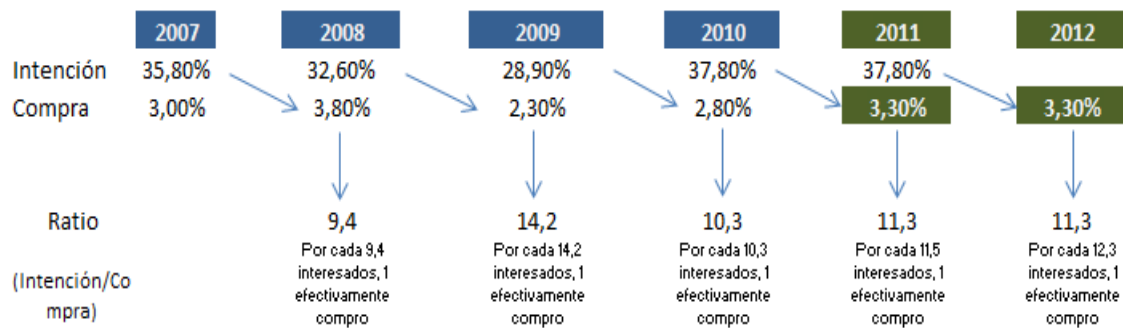 2007 2008 2009 2010 2011 2012
Intención 35,80% 32,60% 28,90% 37,80% 37,80%
Compra 3,00% 3,80% 2,30% 2,80% 3,30% 3,30%
Ratio 9,4 14,2 10,3 11,3 11,3
(Intención/Co
mpra)
Por cada 9,4
interesados, 1
efectivamente
compro
Por cada 14,2
interesados, 1
efectivamente
compro
Por cada 10,3
interesados, 1
efectivamente
compro
Por cada 11,5
interesados, 1
efectivamente
compro
Por cada 12,3
interesados, 1
efectivamente
compro